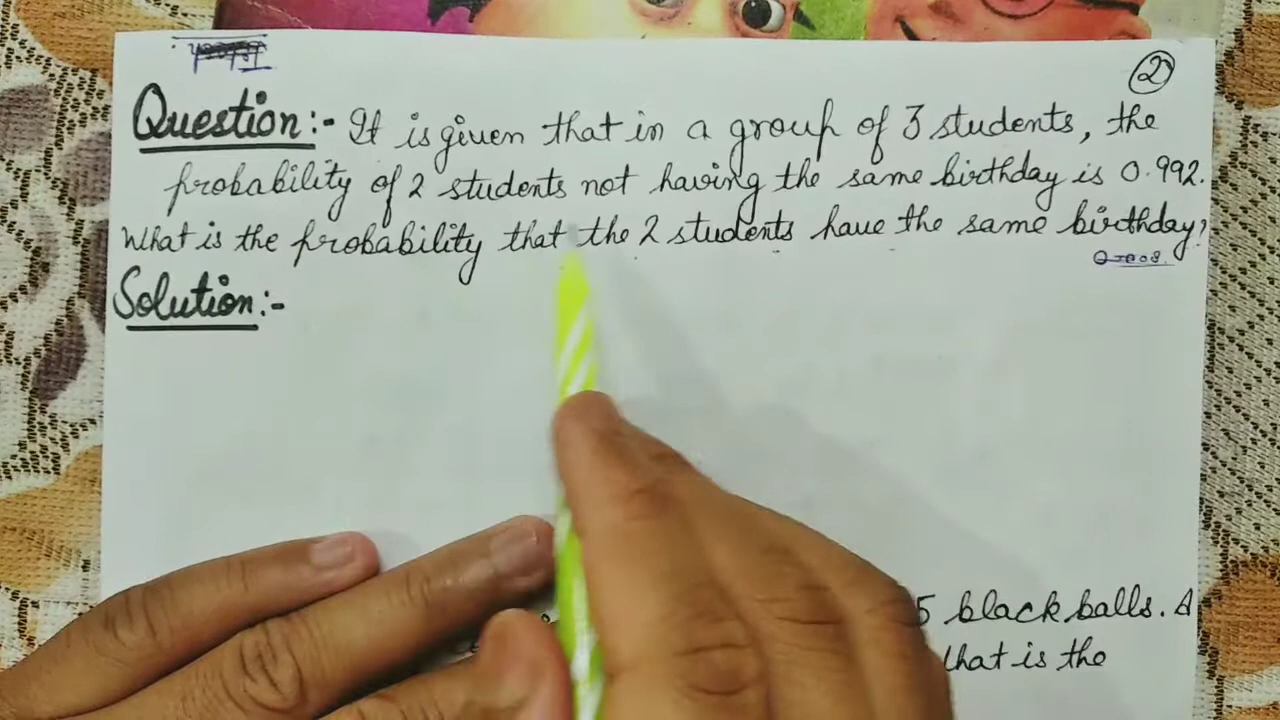 2
Question:- It is given that in a group of 3 students, the
probability of 2 students not having the same birthday is 0.992.
What is the probability that the 2 students have the same birthday?
Solution:-
5 black balls. A
what is the